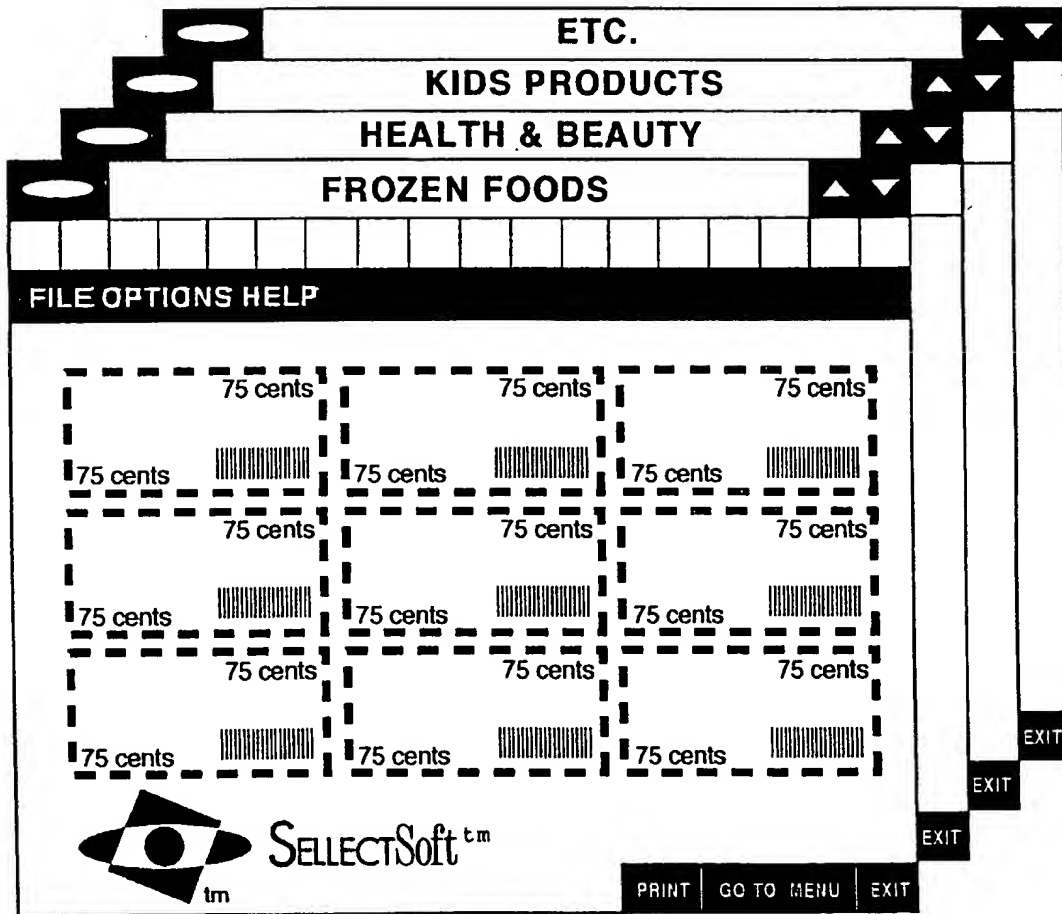 ETC.
KIDS PRODUCTS
HEALTH & BEAUTY
FROZEN FOODS
FILE OPTIONS HELP
75 cents 75 cents 75 cents
75 cents 75 cents 75 cents
75 cents 75 cents 75 cents
75 cents 75 cents 75 cents
75 cents 75 cents 75 cents
75 cents 75 cents 75 cents
EXIT
EXIT
EXIT
SELLECTSoft tm
tm
PRINT GO TO MENU EXIT